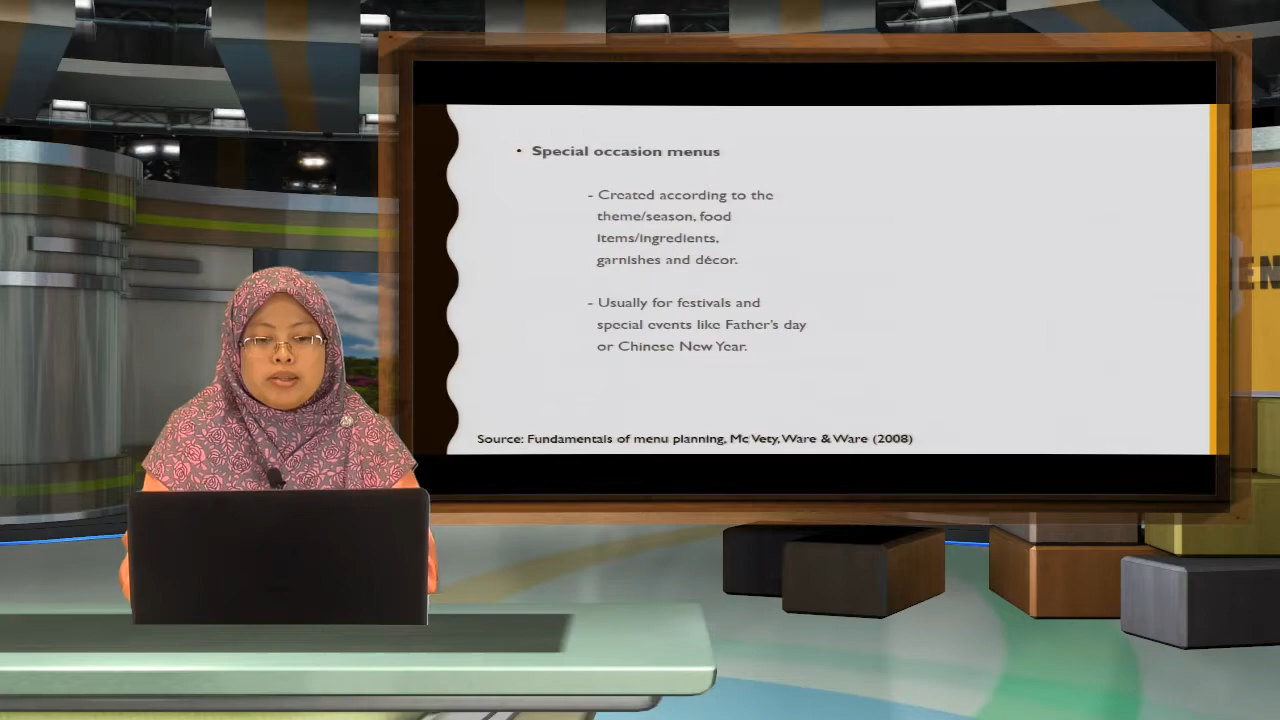 • Special occasion menus
- Created according to the
theme/season, food
items/ingredients,
garnishes and décor.
- Usually for festivals and
special events like Father's day
or Chinese New Year.
Source: Fundamentals of menu planning, Mc Vety, Ware & Ware (2008)
EN